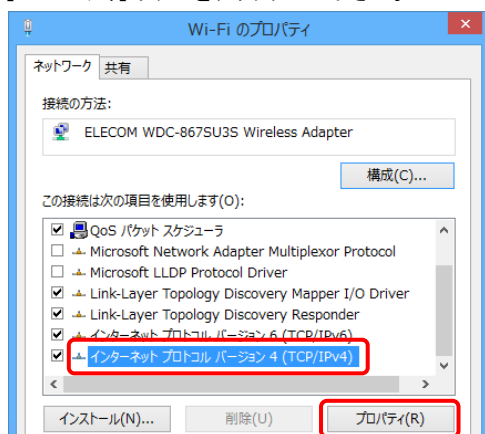 Wi-Fi のプロパティ
ネットワーク 共有
接続の方法:
ELECOM WDC-867SU3S Wireless Adapter
構成(C)...
この接続は次の項目を使用します(O):
QoS パケット スケジューラ
Microsoft Network Adapter Multiplexor Protocol
Microsoft LLDP Protocol Driver
Link-Layer Topology Discovery Mapper I/O Driver
Link-Layer Topology Discovery Responder
インターネット プロトコル バージョン 6 (TCP/IPv6)
インターネット プロトコル バージョン 4 (TCP/IPv4)
インストール(N)... 削除(U) プロパティ(R)